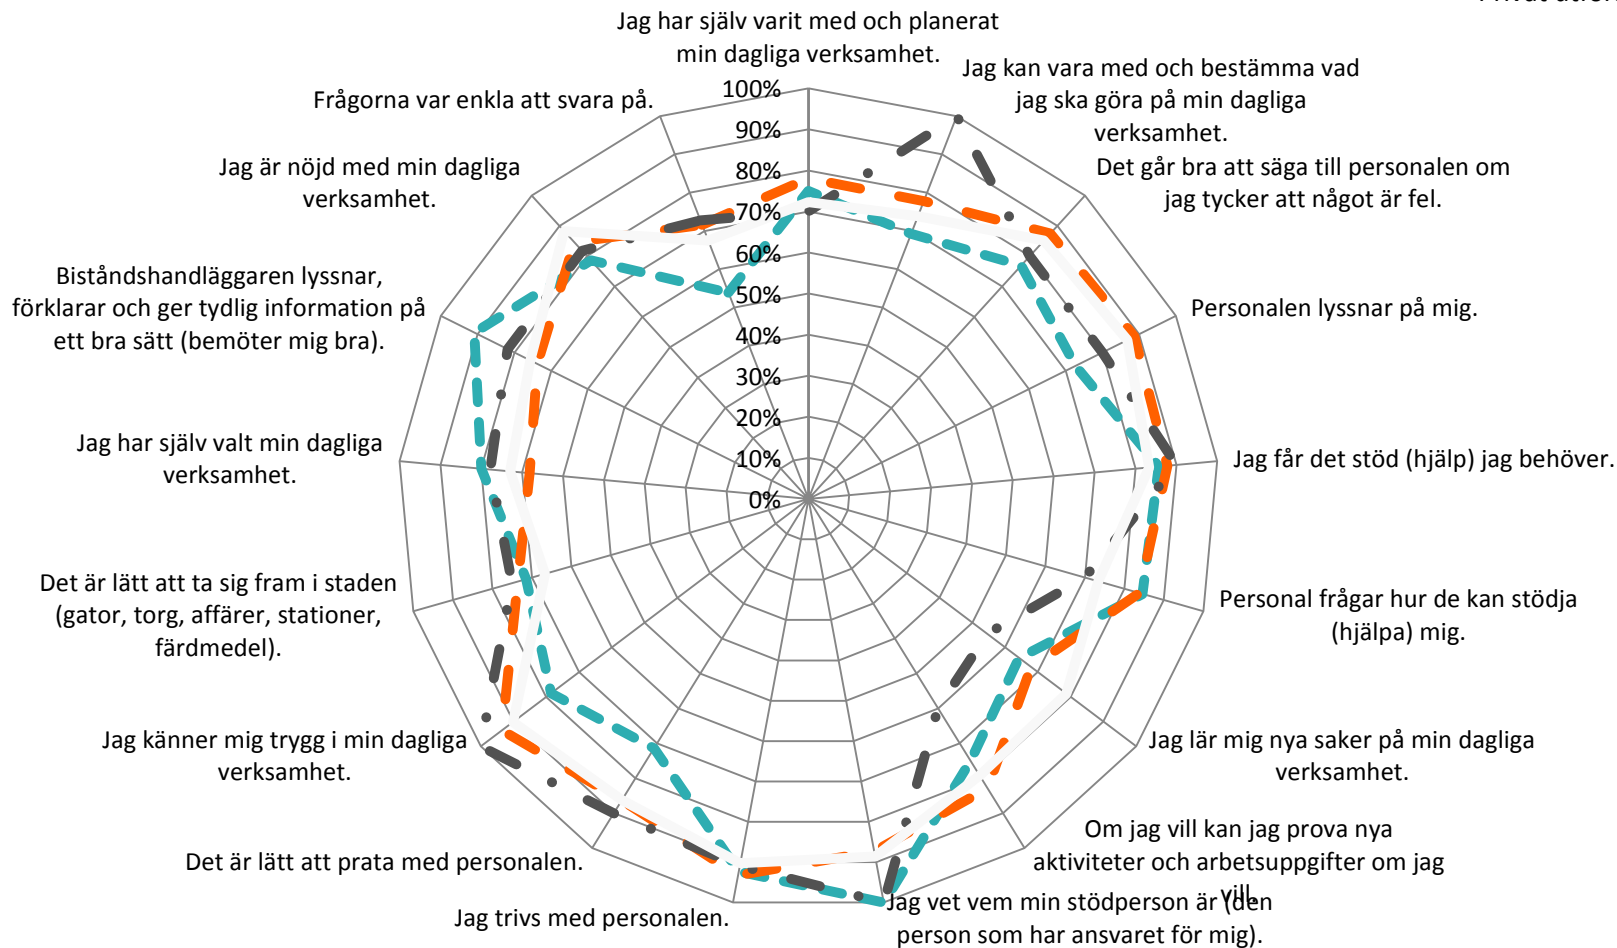 Jag har själv varit med och planerat
min dagliga verksamhet.
Jag kan vara med och bestämma vad
jag ska göra på min dagliga
verksamhet.
Det går bra att säga till personalen om
jag tycker att något är fel.
Personalen lyssnar på mig.
Jag får det stöd (hjälp) jag behöver.
Personal frågar hur de kan stödja
(hjälpa) mig.
Jag lär mig nya saker på min dagliga
verksamhet.
Om jag vill kan jag prova nya
aktiviteter och arbetsuppgifter om jag
vill.
Jag vet vem min stödperson är (den
person som har ansvaret för mig).
Jag trivs med personalen.
Det är lätt att prata med personalen.
Jag känner mig trygg i min dagliga
verksamhet.
Det är lätt att ta sig fram i staden
(gator, torg, affärer, stationer,
färdmedel).
Jag har själv valt min dagliga
verksamhet.
Biståndshandläggaren lyssnar,
förklarar och ger tydlig information på
ett bra sätt (bemöter mig bra).
Jag är nöjd med min dagliga
verksamhet.
Frågorna var enkla att svara på.
100%
90%
80%
70%
60%
50%
40%
30%
20%
10%
0%